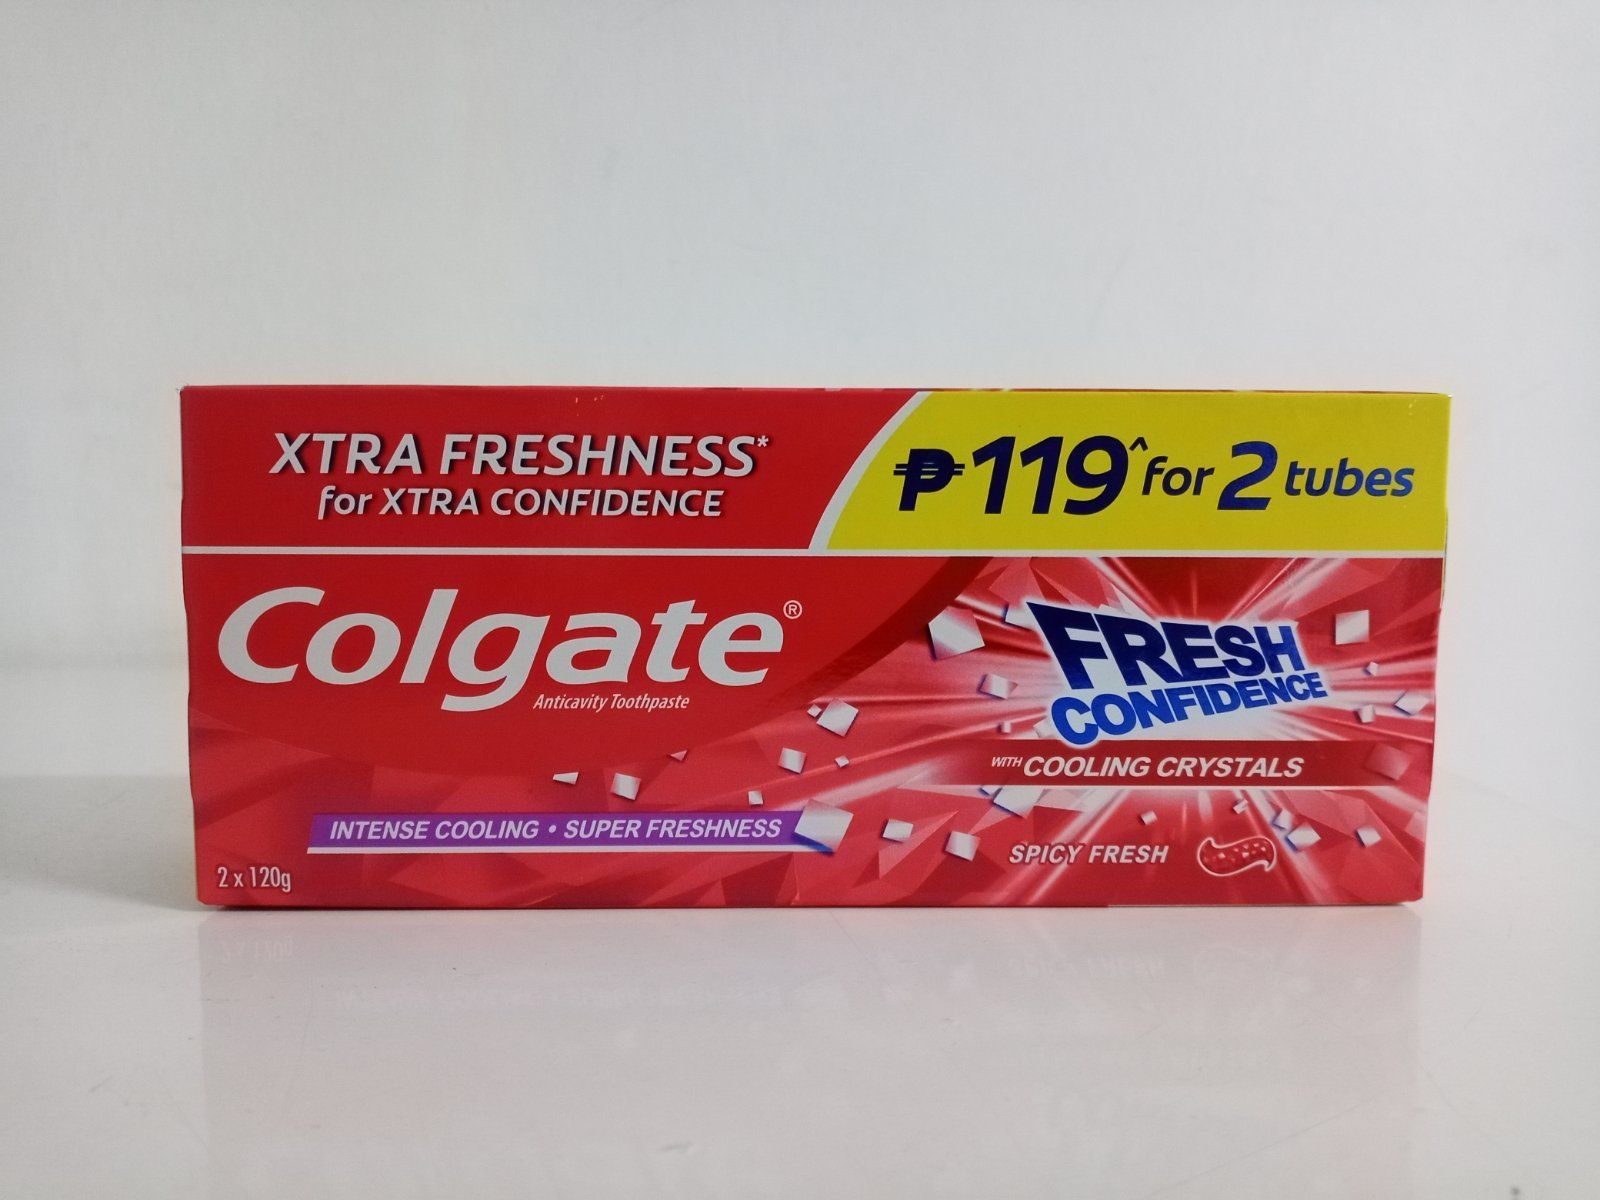 XTRA FRESHNESS*
for XTRA CONFIDENCE
₱119^ for 2 tubes
Colgate®
Anticavity Toothpaste
FRESH
CONFIDENCE
WITH COOLING CRYSTALS
INTENSE COOLING • SUPER FRESHNESS
SPICY FRESH
2 x 120g